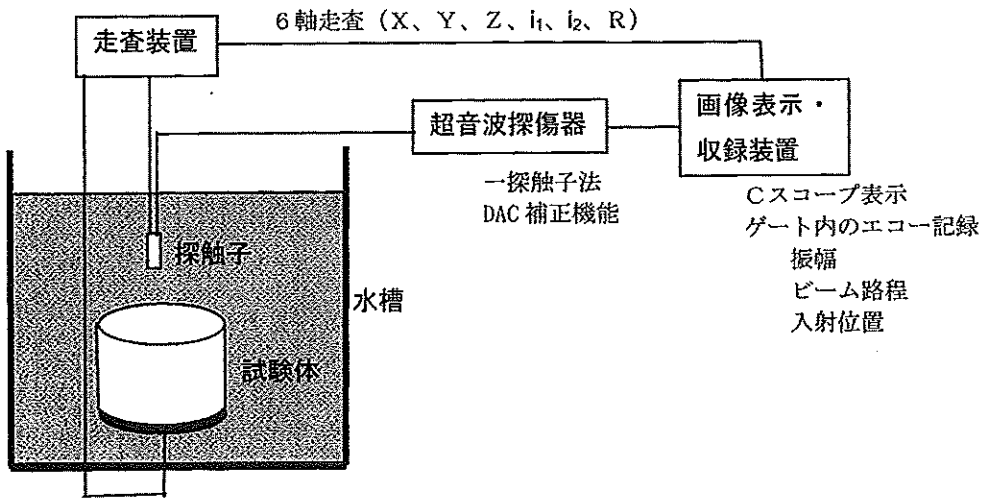 6軸走査(X、Y、Z、i₁、i₂、R)
走査装置
超音波探傷器
一探触子法
DAC補正機能
画像表示・
収録装置
Cスコープ表示
ゲート内のエコー記録
振幅
ビーム路程
入射位置
探触子
水槽
試験体